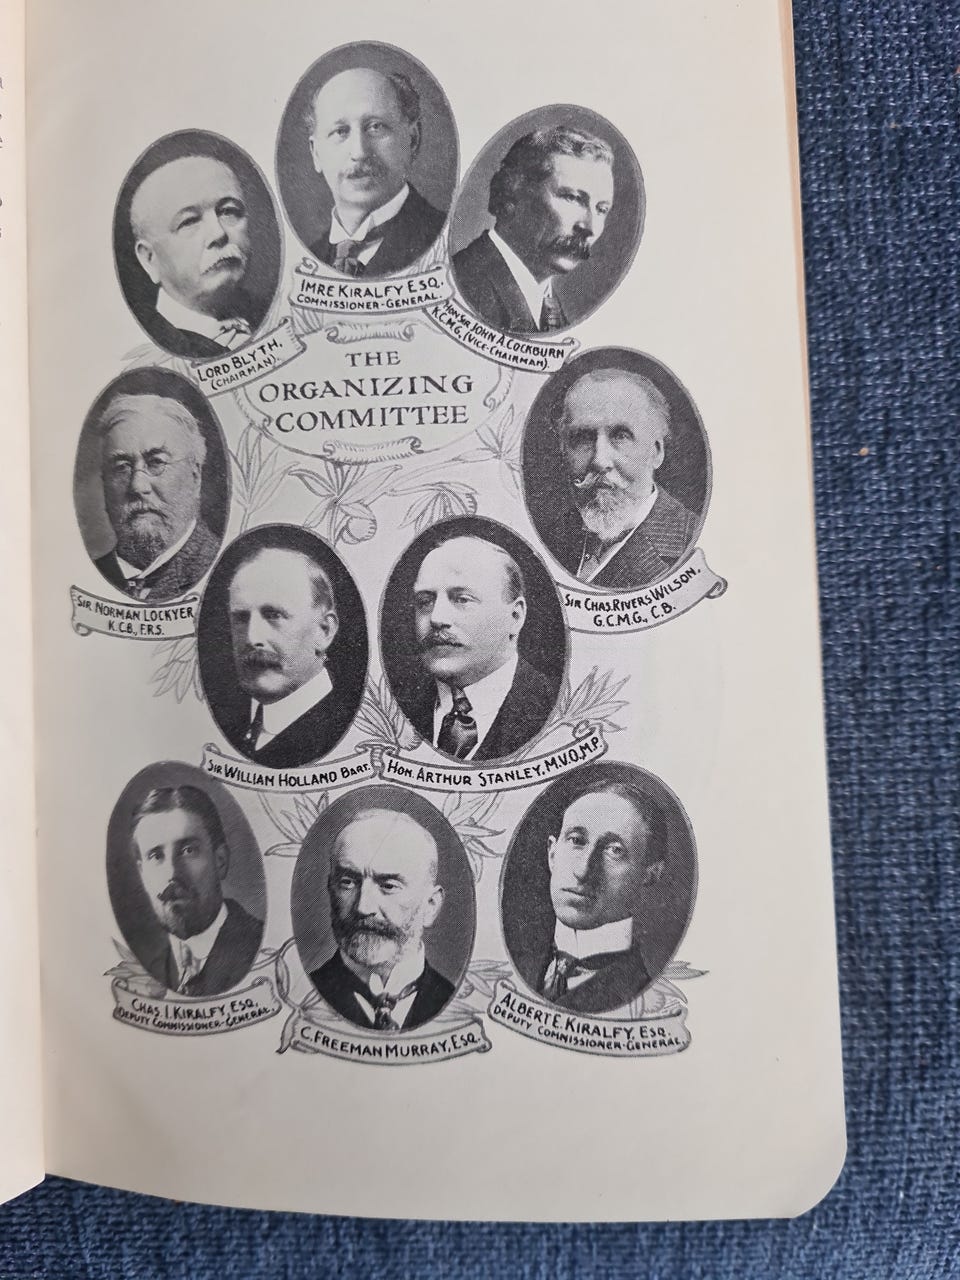 IMRE KIRALFY ESQ.
COMMISSIONER-GENERAL.
LORD BLYTH.
(CHAIRMAN).
HON SIR JOHN A. COCKBURN
K.C.M.G. (VICE-CHAIRMAN).
THE
ORGANIZING
COMMITTEE
SIR NORMAN LOCKYER
K.C.B., F.R.S.
SIR CHAS. RIVERS WILSON.
G.C.M.G., C.B.
SIR WILLIAM HOLLAND BART.
HON. ARTHUR STANLEY, M.V.O., M.P.
CHAS. I. KIRALFY, ESQ.
DEPUTY COMMISSIONER-GENERAL.
C. FREEMAN MURRAY, ESQ.
ALBERT E. KIRALFY, ESQ.
DEPUTY COMMISSIONER-GENERAL.